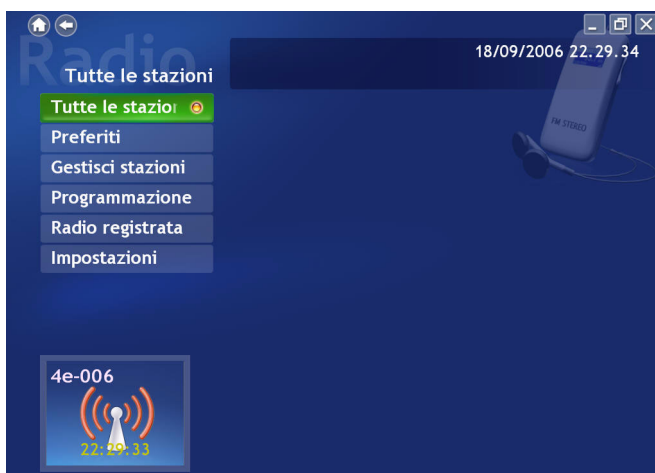 Radio
18/09/2006 22.29.34
Tutte le stazioni
Tutte le stazior
Preferiti
Gestisci stazioni
Programmazione
Radio registrata
Impostazioni
FM STEREO
4e-006
22:29:33